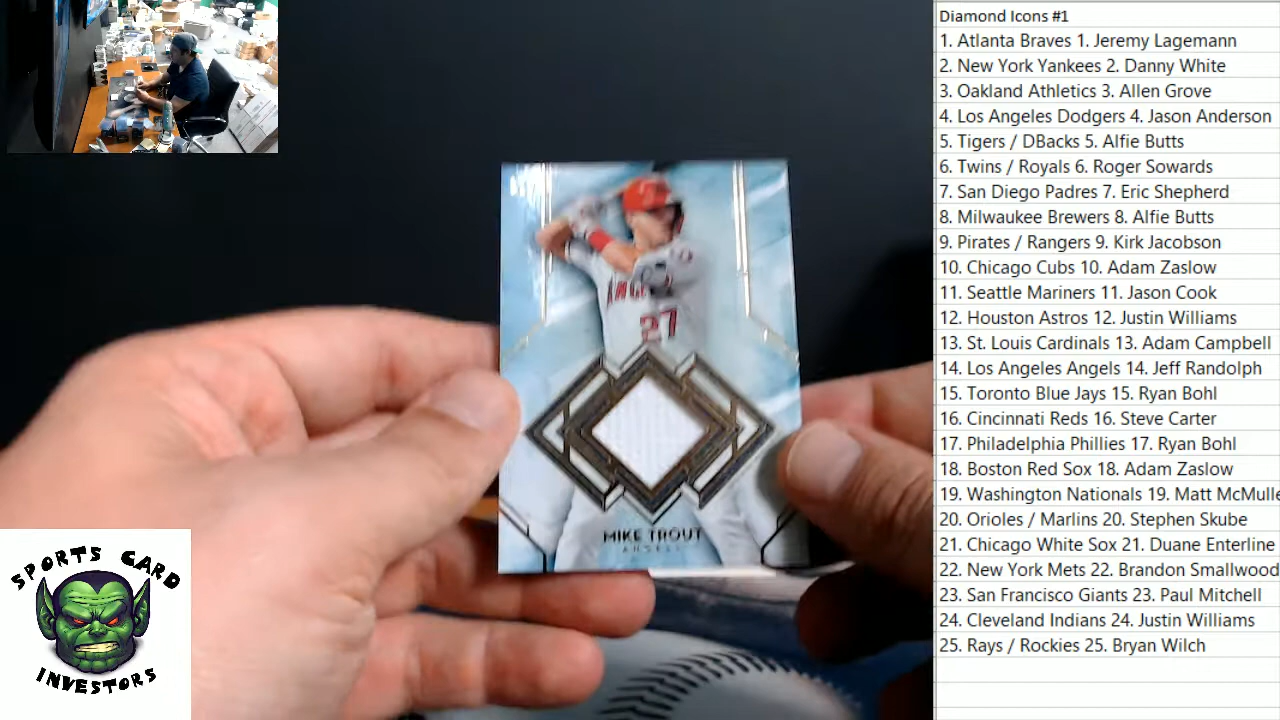 Diamond Icons #1
1. Atlanta Braves 1. Jeremy Lagemann
2. New York Yankees 2. Danny White
3. Oakland Athletics 3. Allen Grove
4. Los Angeles Dodgers 4. Jason Anderson
5. Tigers / DBacks 5. Alfie Butts
6. Twins / Royals 6. Roger Sowards
7. San Diego Padres 7. Eric Shepherd
8. Milwaukee Brewers 8. Alfie Butts
9. Pirates / Rangers 9. Kirk Jacobson
10. Chicago Cubs 10. Adam Zaslow
11. Seattle Mariners 11. Jason Cook
12. Houston Astros 12. Justin Williams
13. St. Louis Cardinals 13. Adam Campbell
14. Los Angeles Angels 14. Jeff Randolph
15. Toronto Blue Jays 15. Ryan Bohl
16. Cincinnati Reds 16. Steve Carter
17. Philadelphia Phillies 17. Ryan Bohl
18. Boston Red Sox 18. Adam Zaslow
19. Washington Nationals 19. Matt McMulle
20. Orioles / Marlins 20. Stephen Skube
21. Chicago White Sox 21. Duane Enterline
22. New York Mets 22. Brandon Smallwood
23. San Francisco Giants 23. Paul Mitchell
24. Cleveland Indians 24. Justin Williams
25. Rays / Rockies 25. Bryan Wilch
27
MIKE TROUT
ANGELS
SPORTS CARD
INVESTORS